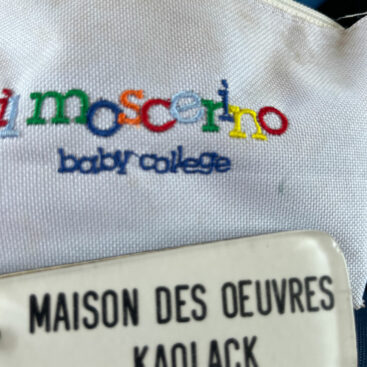 il moscerino
baby college
MAISON DES OEUVRES
KAOLACK